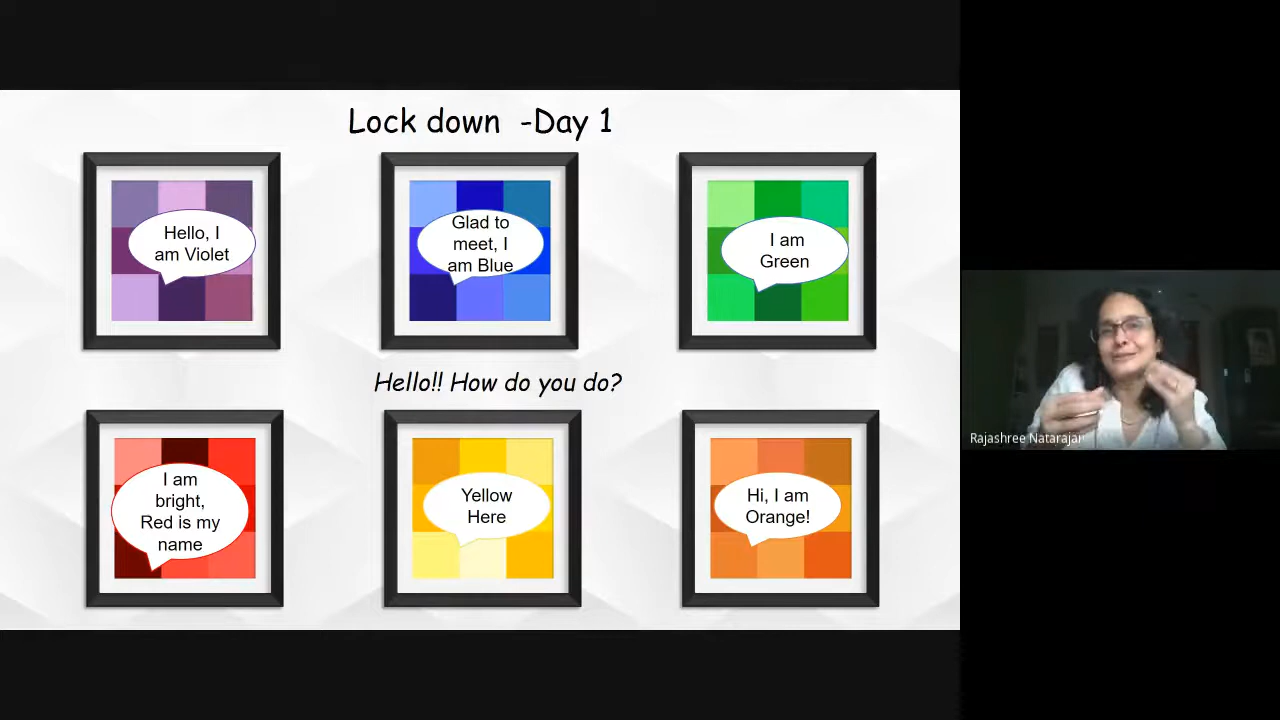 Lock down -Day 1
Hello, I
am Violet
Glad to
meet, I
am Blue
I am
Green
Hello!! How do you do?
I am
bright,
Red is my
name
Yellow
Here
Hi, I am
Orange!
Rajashree Natarajan